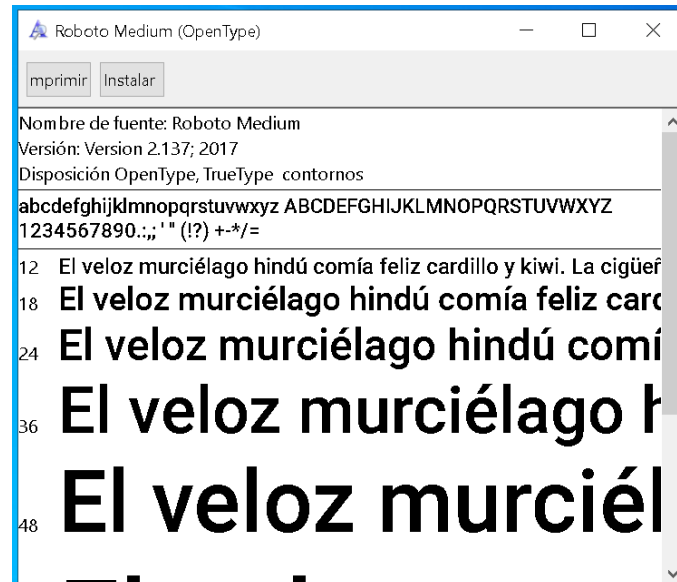 Roboto Medium (OpenType)
mprimir Instalar
Nombre de fuente: Roboto Medium
Versión: Version 2.137; 2017
Disposición OpenType, TrueType contornos
abcdefghijklmnopqrstuvwxyz ABCDEFGHIJKLMNOPQRSTUVWXYZ
1234567890.:,; ' " (!?) +-*/=
12 El veloz murciélago hindú comía feliz cardillo y kiwi. La cigüeñ
18 El veloz murciélago hindú comía feliz card
24 El veloz murciélago hindú comí
36 El veloz murciélago h
48 El veloz murciél